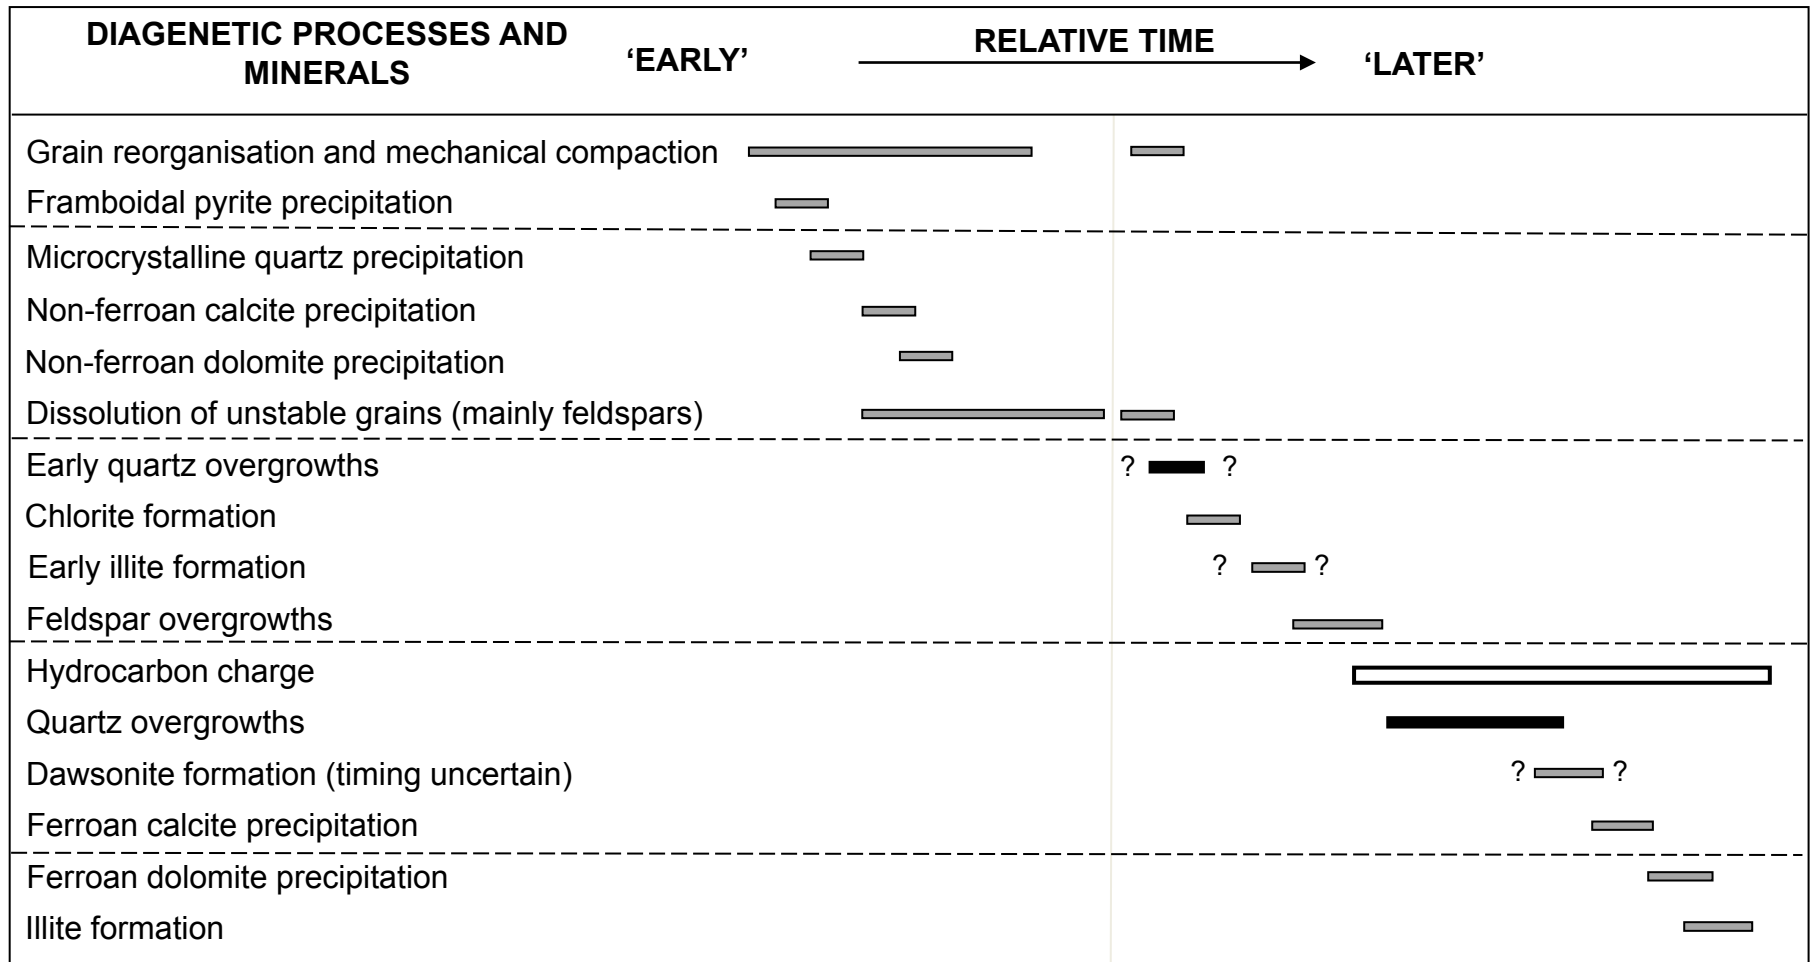 DIAGENETIC PROCESSES AND
MINERALS
‘EARLY’
RELATIVE TIME
‘LATER’
Grain reorganisation and mechanical compaction
Framboidal pyrite precipitation
Microcrystalline quartz precipitation
Non-ferroan calcite precipitation
Non-ferroan dolomite precipitation
Dissolution of unstable grains (mainly feldspars)
Early quartz overgrowths ? ?
Chlorite formation
Early illite formation ? ?
Feldspar overgrowths
Hydrocarbon charge
Quartz overgrowths
Dawsonite formation (timing uncertain) ? ?
Ferroan calcite precipitation
Ferroan dolomite precipitation
Illite formation